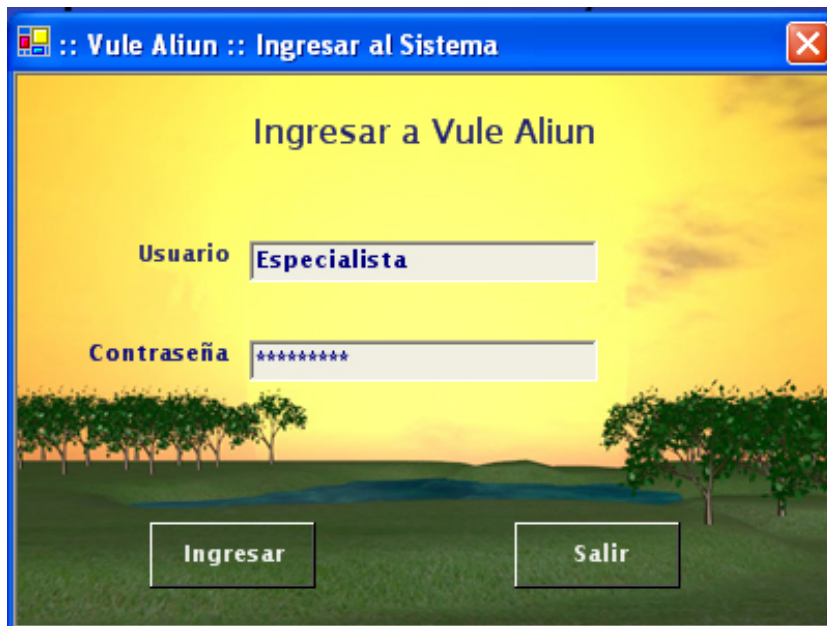 :: Vule Aliun :: Ingresar al Sistema
Ingresar a Vule Aliun
Usuario Especialista
Contraseña *********
Ingresar Salir